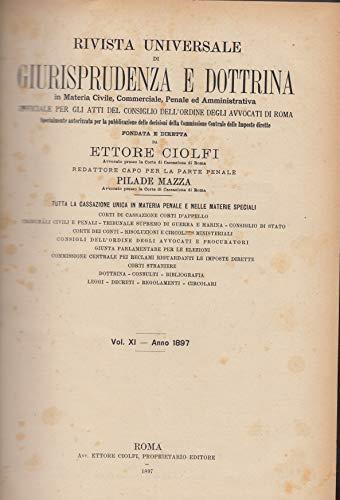 RIVISTA UNIVERSALE
DI
GIURISPRUDENZA E DOTTRINA
in Materia Civile, Commerciale, Penale ed Amministrativa
UFFICIALE PER GLI ATTI DEL CONSIGLIO DELL'ORDINE DEGLI AVVOCATI DI ROMA
Specialmente autorizzata per la pubblicazione delle decisioni della Commissione Centrale delle Imposte dirette
FONDATA E DIRETTA
DA
ETTORE CIOLFI
Avvocato presso la Corte di Cassazione di Roma
REDATTORE CAPO PER LA PARTE PENALE
PILADE MAZZA
Avvocato presso la Corte di Cassazione di Roma
TUTTA LA CASSAZIONE UNICA IN MATERIA PENALE E NELLE MATERIE SPECIALI
CORTI DI CASSAZIONE CORTI D'APPELLO
TRIBUNALI CIVILI E PENALI - TRIBUNALE SUPREMO DI GUERRA E MARINA - CONSIGLIO DI STATO
CORTE DEI CONTI - RISOLUZIONI E CIRCOLARI MINISTERIALI
CONSIGLI DELL'ORDINE DEGLI AVVOCATI E PROCURATORI
GIUNTA PARLAMENTARE PER LE ELEZIONI
COMMISSIONE CENTRALE PEI RECLAMI RISGUARDANTI LE IMPOSTE DIRETTE
CORTI STRANIERE
DOTTRINA - CONSULTI - BIBLIOGRAFIA
LEGGI - DECRETI - REGOLAMENTI - CIRCOLARI
Vol. XI — Anno 1897
ROMA
Avv. ETTORE CIOLFI, PROPRIETARIO EDITORE
1897